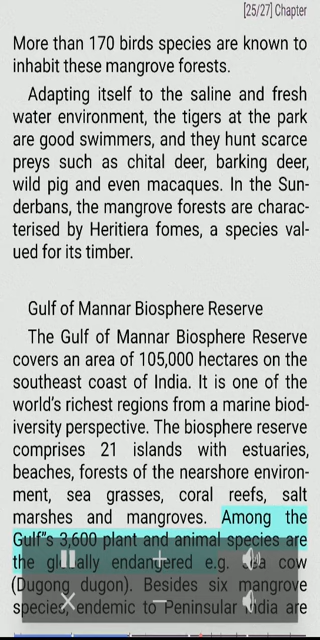 [25/27] Chapter
More than 170 birds species are known to
inhabit these mangrove forests.
Adapting itself to the saline and fresh
water environment, the tigers at the park
are good swimmers, and they hunt scarce
preys such as chital deer, barking deer,
wild pig and even macaques. In the Sun-
derbans, the mangrove forests are charac-
terised by Heritiera fomes, a species val-
ued for its timber.
Gulf of Mannar Biosphere Reserve
The Gulf of Mannar Biosphere Reserve
covers an area of 105,000 hectares on the
southeast coast of India. It is one of the
world's richest regions from a marine biod-
iversity perspective. The biosphere reserve
comprises 21 islands with estuaries,
beaches, forests of the nearshore environ-
ment, sea grasses, coral reefs, salt
marshes and mangroves. Among the
Gulf"s 3,600 plant and animal species are
the globally endangered e.g. sea cow
(Dugong dugon). Besides six mangrove
species, endemic to Peninsular India are